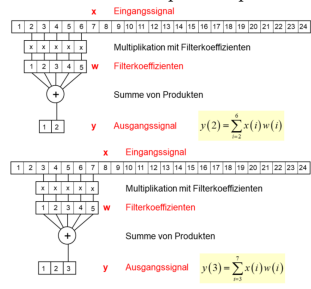 x Eingangssignal
1 2 3 4 5 6 7 8 9 10 11 12 13 14 15 16 17 18 19 20 21 22 23 24
x x x x x Multiplikation mit Filterkoeffizienten
1 2 3 4 5 w Filterkoeffizienten
+ Summe von Produkten
1 2 y Ausgangssignal y(2)=∑_{i=2}^{6} x(i)w(i)
x Eingangssignal
1 2 3 4 5 6 7 8 9 10 11 12 13 14 15 16 17 18 19 20 21 22 23 24
x x x x x Multiplikation mit Filterkoeffizienten
1 2 3 4 5 w Filterkoeffizienten
+ Summe von Produkten
1 2 3 y Ausgangssignal y(3)=∑_{i=3}^{7} x(i)w(i)